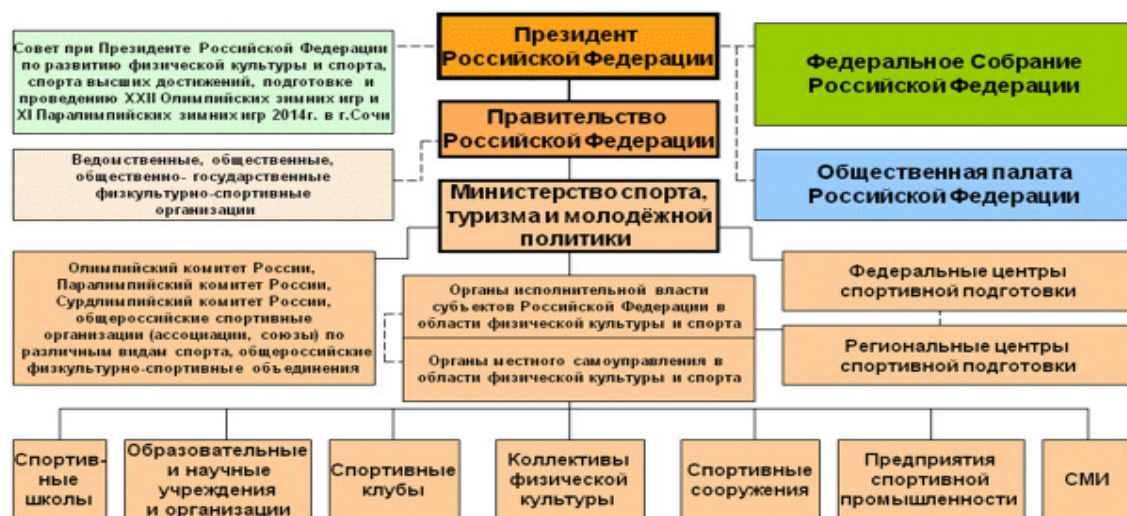 Совет при Президенте Российской Федерации
по развитию физической культуры и спорта,
спорта высших достижений, подготовке и
проведению XXII Олимпийских зимних игр и
XI Паралимпийских зимних игр 2014г. в г.Сочи
Президент
Российской Федерации
Федеральное Собрание
Российской Федерации
Правительство
Российской Федерации
Ведомственные, общественные,
общественно- государственные
физкультурно-спортивные
организации
Общественная палата
Российской Федерации
Министерство спорта,
туризма и молодёжной
политики
Олимпийский комитет России,
Паралимпийский комитет России,
Сурдлимпийский комитет России,
общероссийские спортивные
организации (ассоциации, союзы) по
различным видам спорта, общероссийские
физкультурно-спортивные объединения
Органы исполнительной власти
субъектов Российской Федерации в
области физической культуры и спорта
Органы местного самоуправления в
области физической культуры и спорта
Федеральные центры
спортивной подготовки
Региональные центры
спортивной подготовки
Спортив-
ные
школы
Образовательные
и научные
учреждения
и организации
Спортивные
клубы
Коллективы
физической
культуры
Спортивные
сооружения
Предприятия
спортивной
промышленности
СМИ